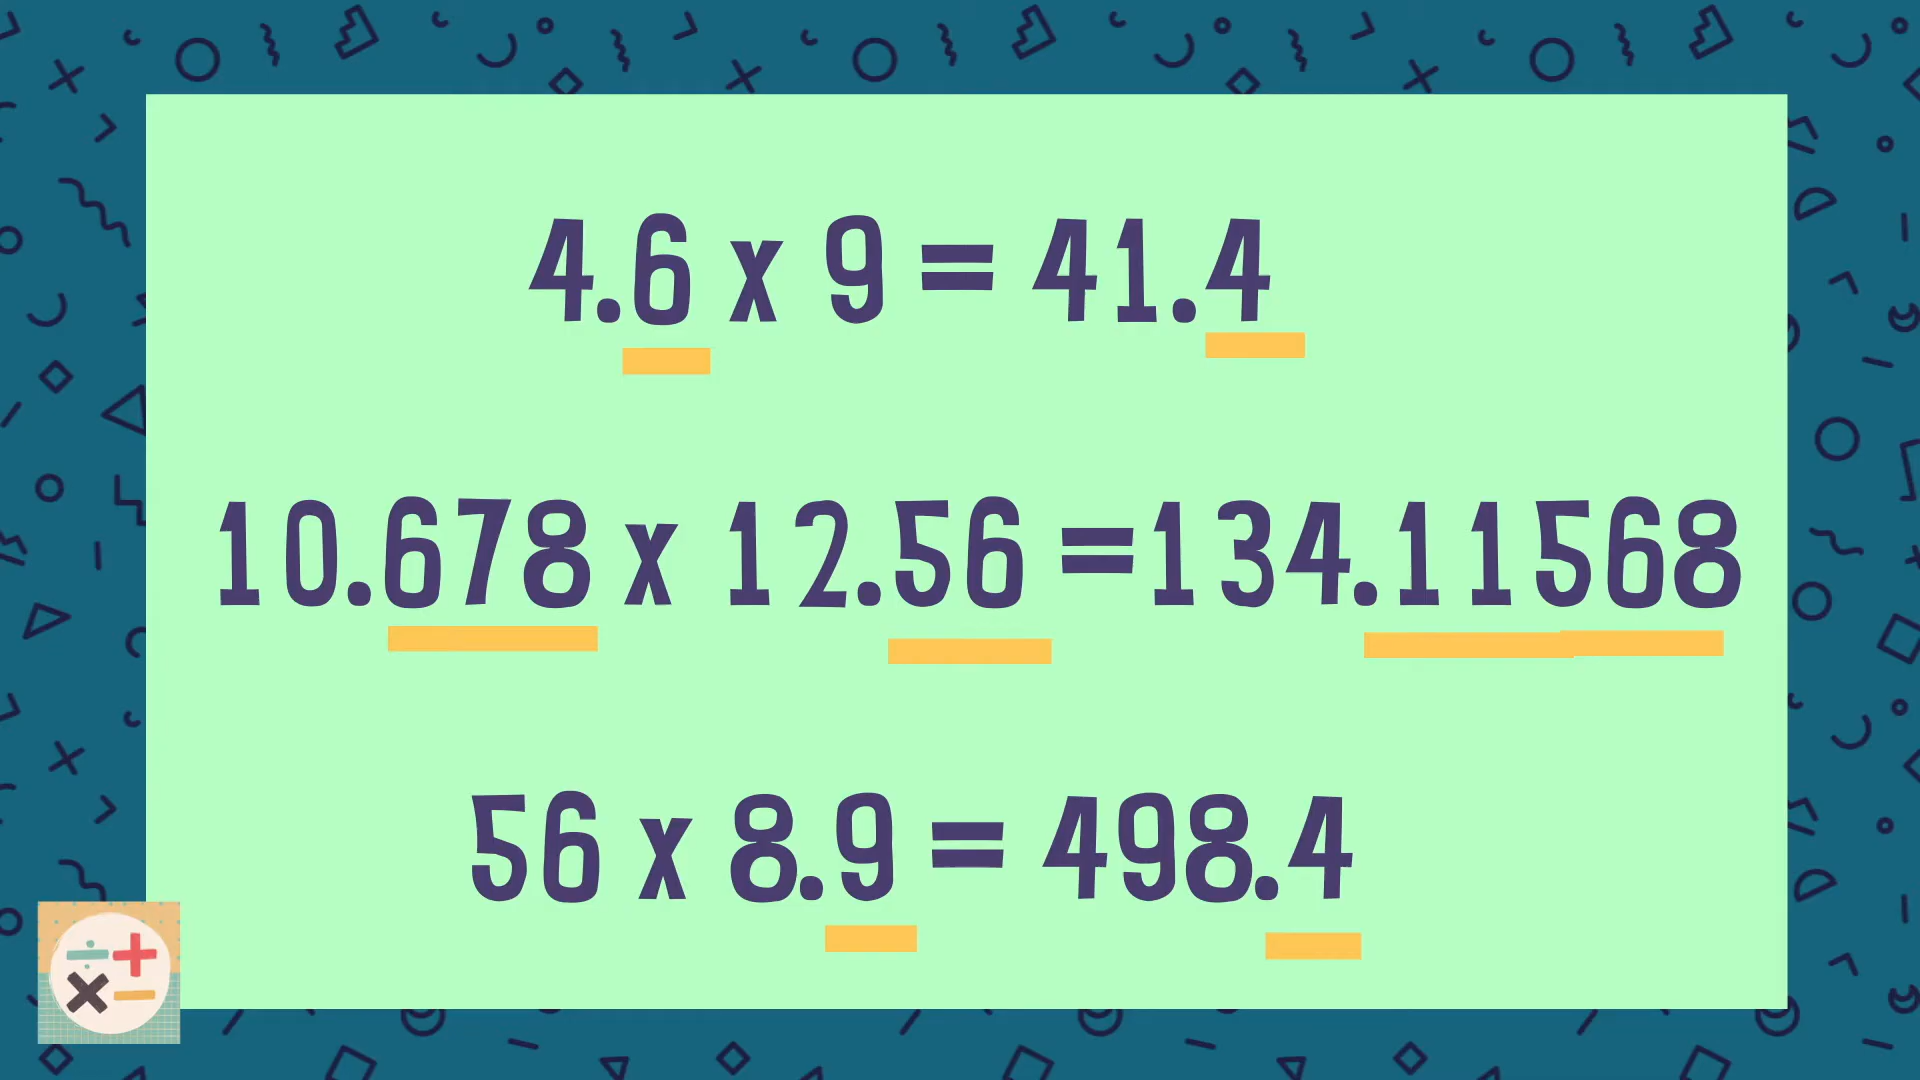 4.6 x 9 = 41.4
10.678 x 12.56 =134.11568
56 x 8.9 = 498.4